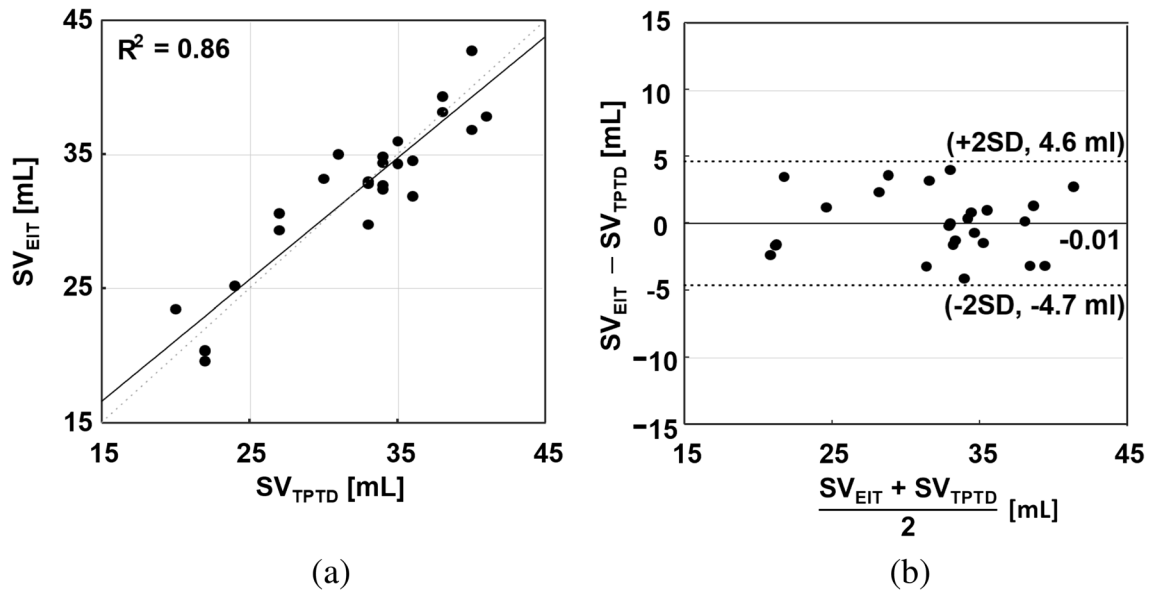 45
35
25
15
R² = 0.86
SV_EIT [mL]
15
25
35
45
SV_TPTD [mL]
(a)
15
10
5
0
-5
−10
−15
SV_EIT − SV_TPTD [mL]
(+2SD, 4.6 ml)
-0.01
(-2SD, -4.7 ml)
15
25
35
45
SV_EIT + SV_TPTD
2
[mL]
(b)